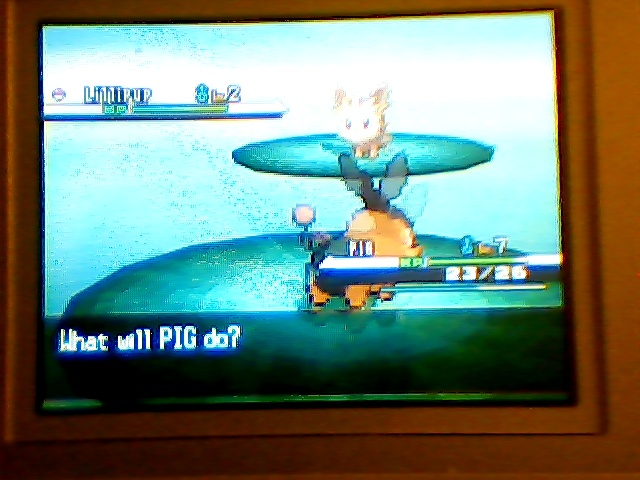 Lillipup ♂ Lv2
HP
PIG ♂ Lv7
HP
23/26
What will PIG do?